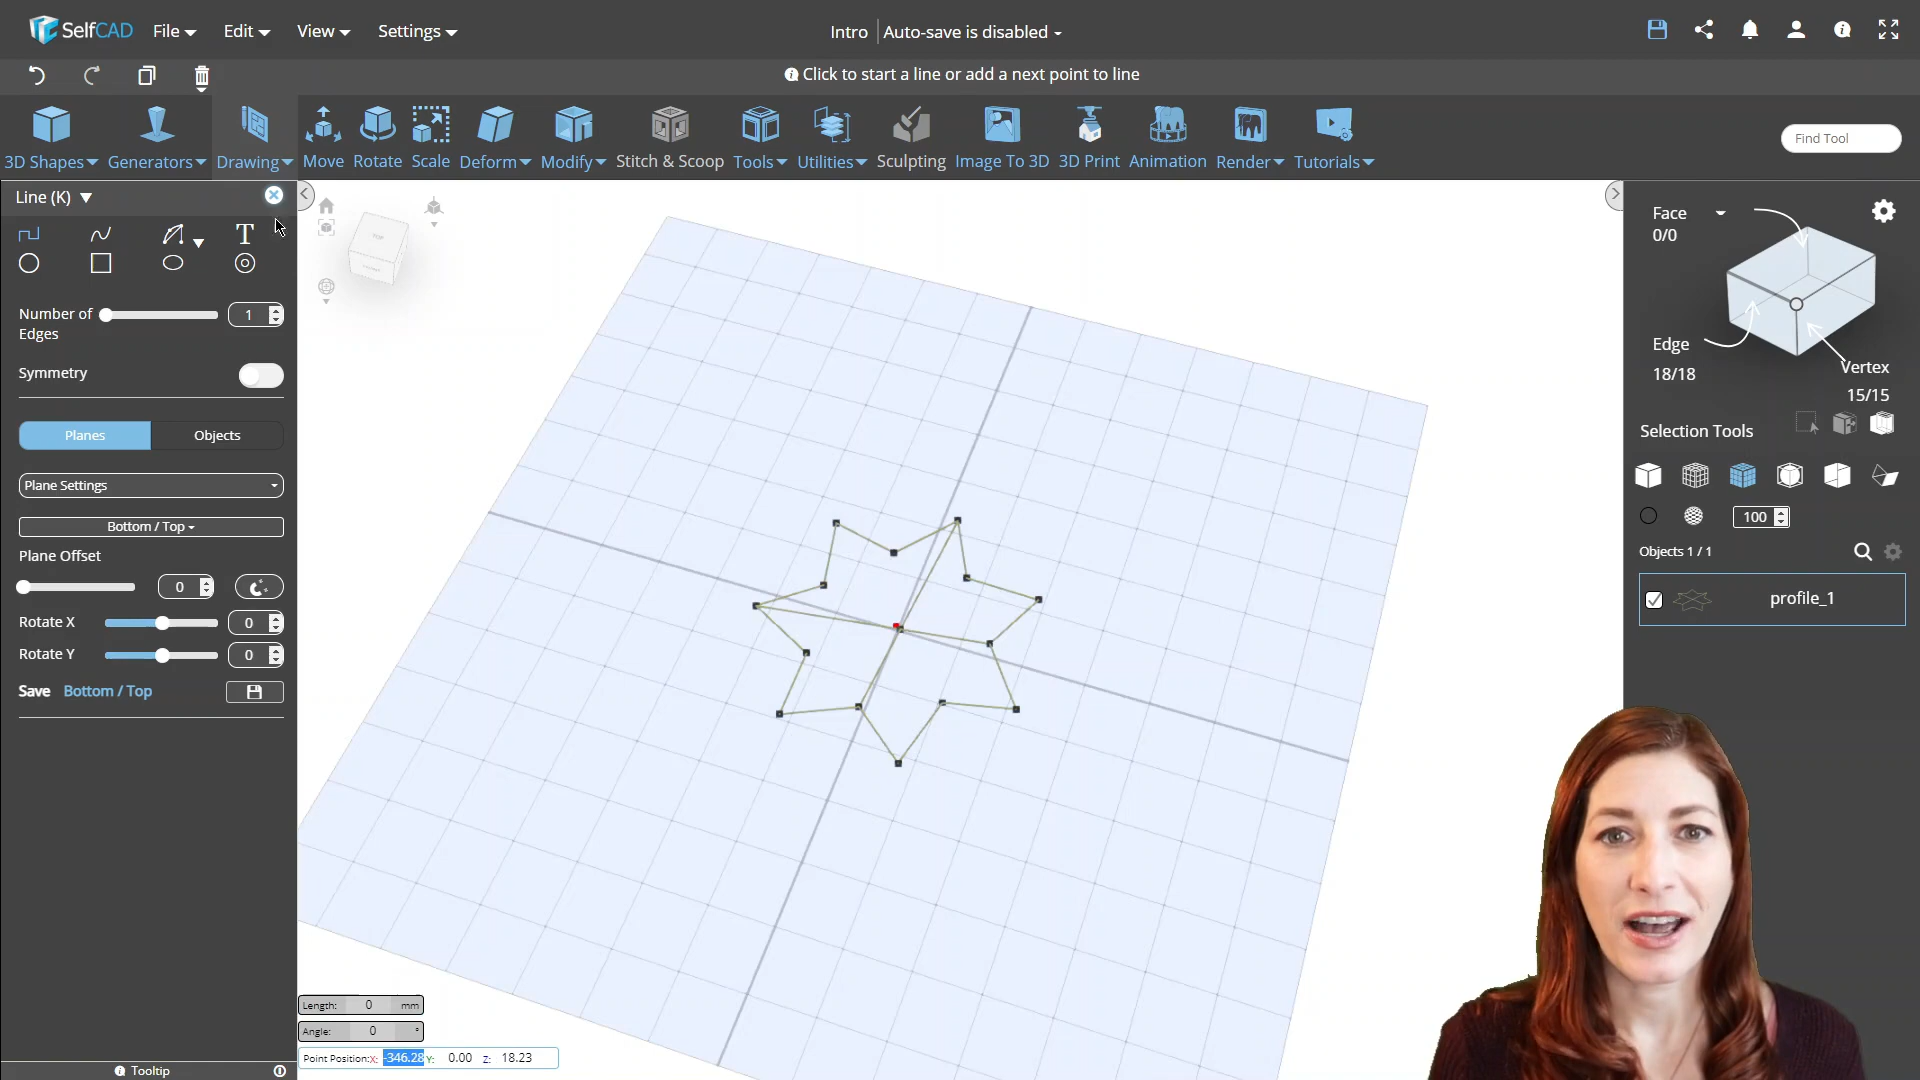 SelfCAD File Edit View Settings Intro Auto-save is disabled
Click to start a line or add a next point to line
3D Shapes Generators Drawing Move Rotate Scale Deform Modify Stitch & Scoop Tools Utilities Sculpting Image To 3D 3D Print Animation Render Tutorials Find Tool
Line (K)
T
Number of Edges 1
Symmetry
Planes Objects
Plane Settings
Bottom / Top
Plane Offset
0
Rotate X 0
Rotate Y 0
Save Bottom / Top
Tooltip
TOP
Length: 0 mm
Angle: 0 °
Point Position: X: -346.28 Y: 0.00 Z: 18.23
Face
0/0
Edge
18/18
Vertex
15/15
Selection Tools
100
Objects 1 / 1
profile_1